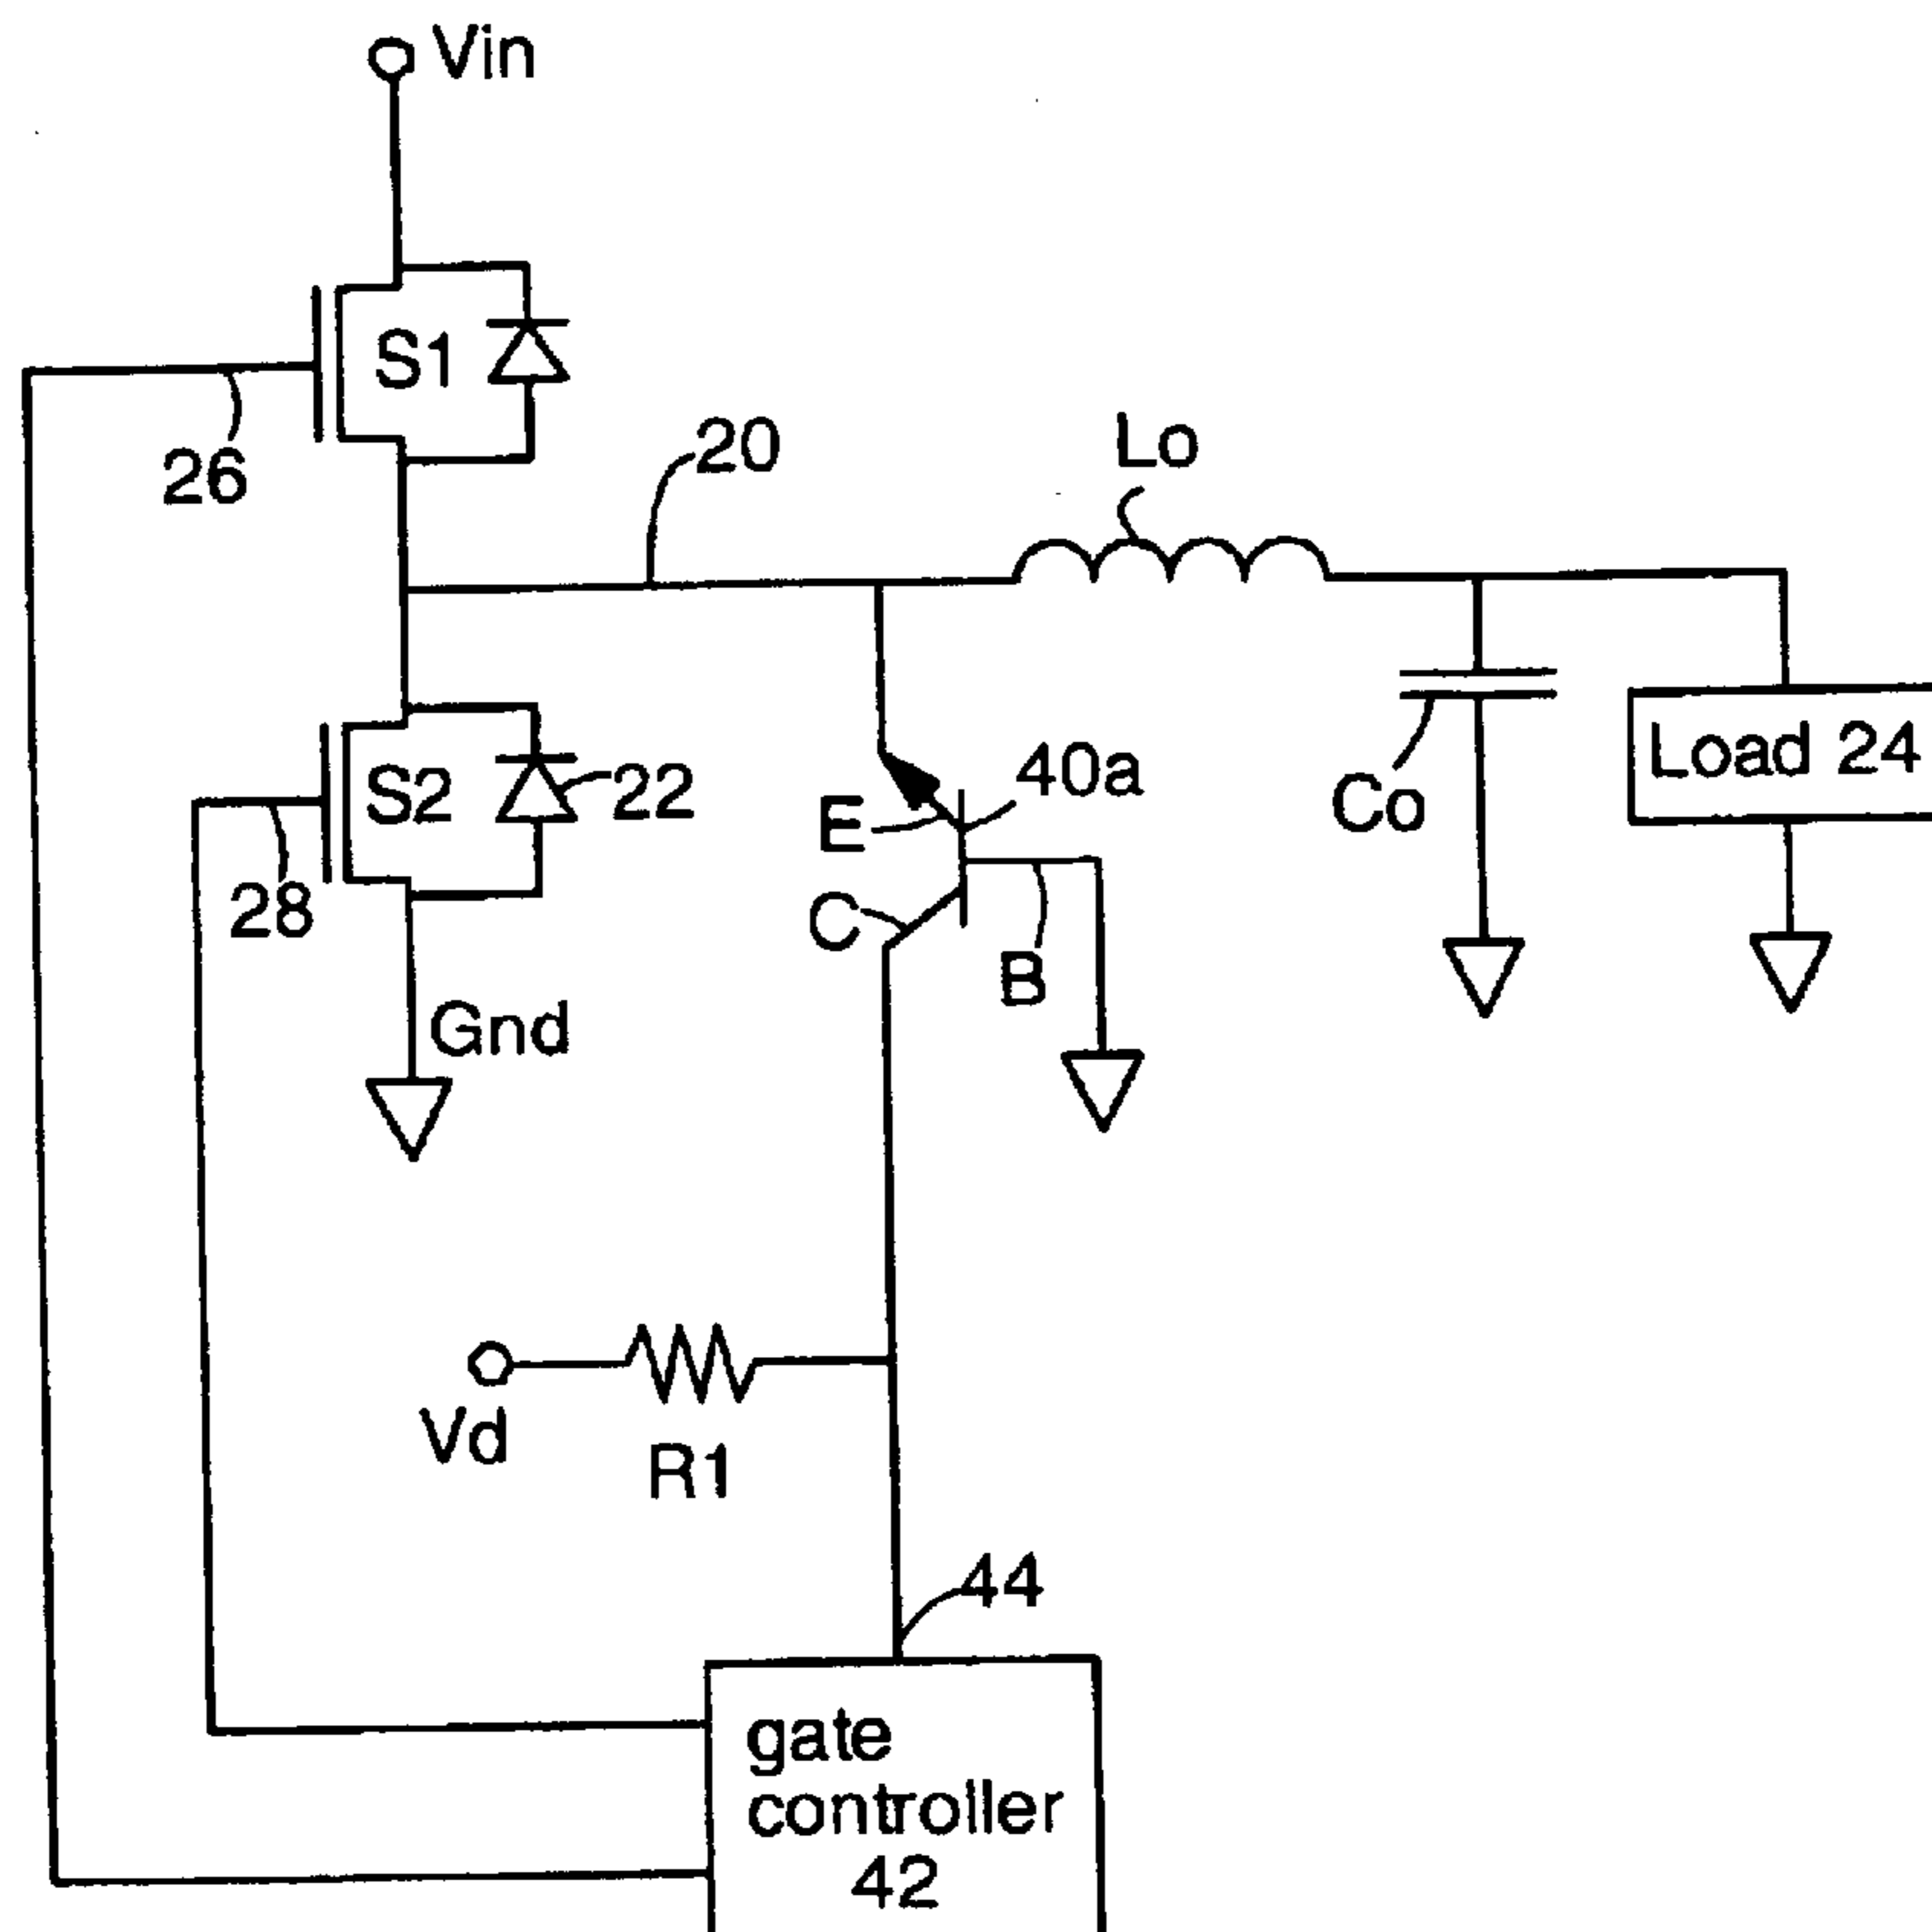 Vin
S1
26
20
Lo
S2
22
28
40a
E
C
B
Co
Load 24
Gnd
Vd
R1
44
gate
controller
42